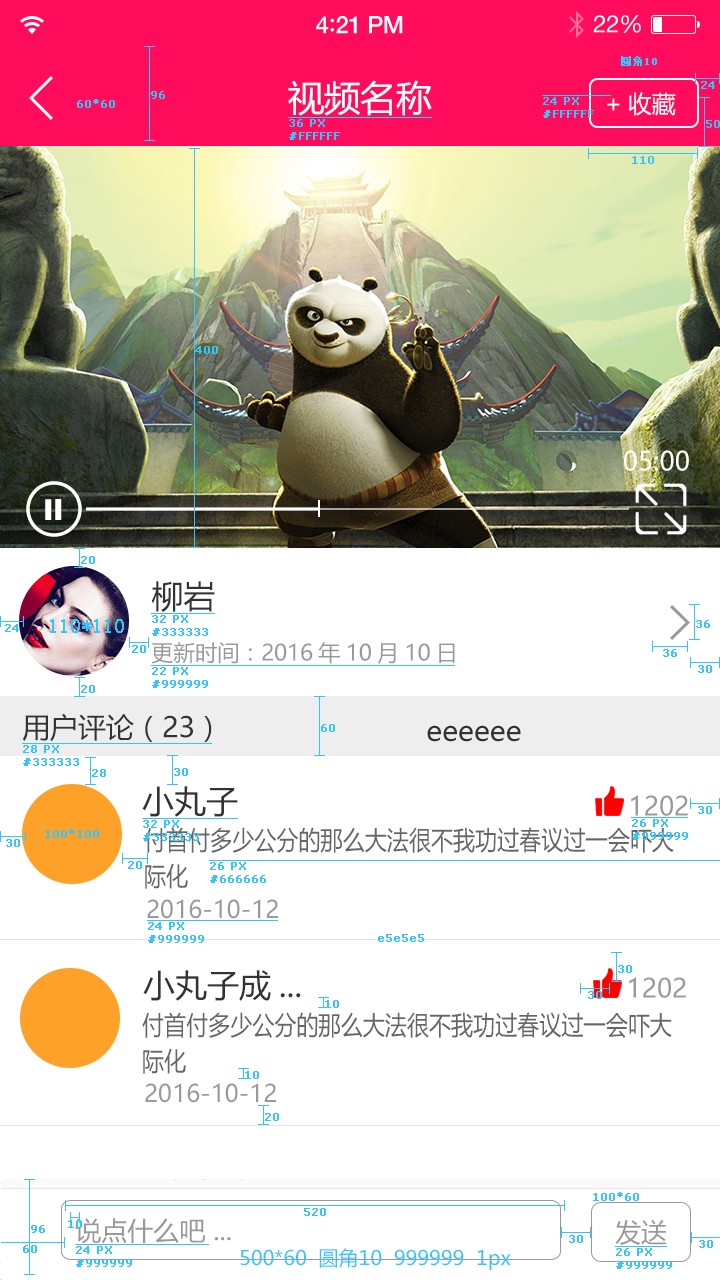 4:21 PM
22%
圆角10
60*60
96
视频名称
36 PX
#FFFFFF
24 PX
#FFFFFF
+ 收藏
24
50
110
400
05:00
20
24
110*110
20
20
柳岩
32 PX
#333333
更新时间：2016 年 10 月 10 日
22 PX
#999999
36
36
30
用户评论（23）
28 PX
#333333
60
eeeeee
28
30
100*100
30
20
小丸子
32 PX
#333333
1202
30
26 PX
#999999
付首付多少公分的那么大法很不我功过春议过一会吓大
际化
26 PX
#666666
2016-10-12
24 PX
#999999
e5e5e5
小丸子成 ...
10
30
30
1202
付首付多少公分的那么大法很不我功过春议过一会吓大
际化
10
2016-10-12
20
96
60
10
520
说点什么吧 ...
24 PX
#999999
500*60 圆角10 999999 1px
30
100*60
发送
26 PX
#999999
30